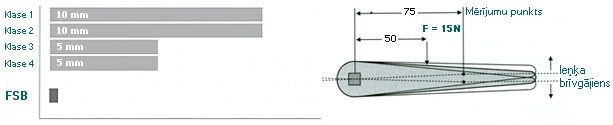 Klase 1 10 mm
Klase 2 10 mm
Klase 3 5 mm
Klase 4 5 mm
FSB
75
Mērījumu punkts
F = 15N
50
leņķa
brīvgājiens